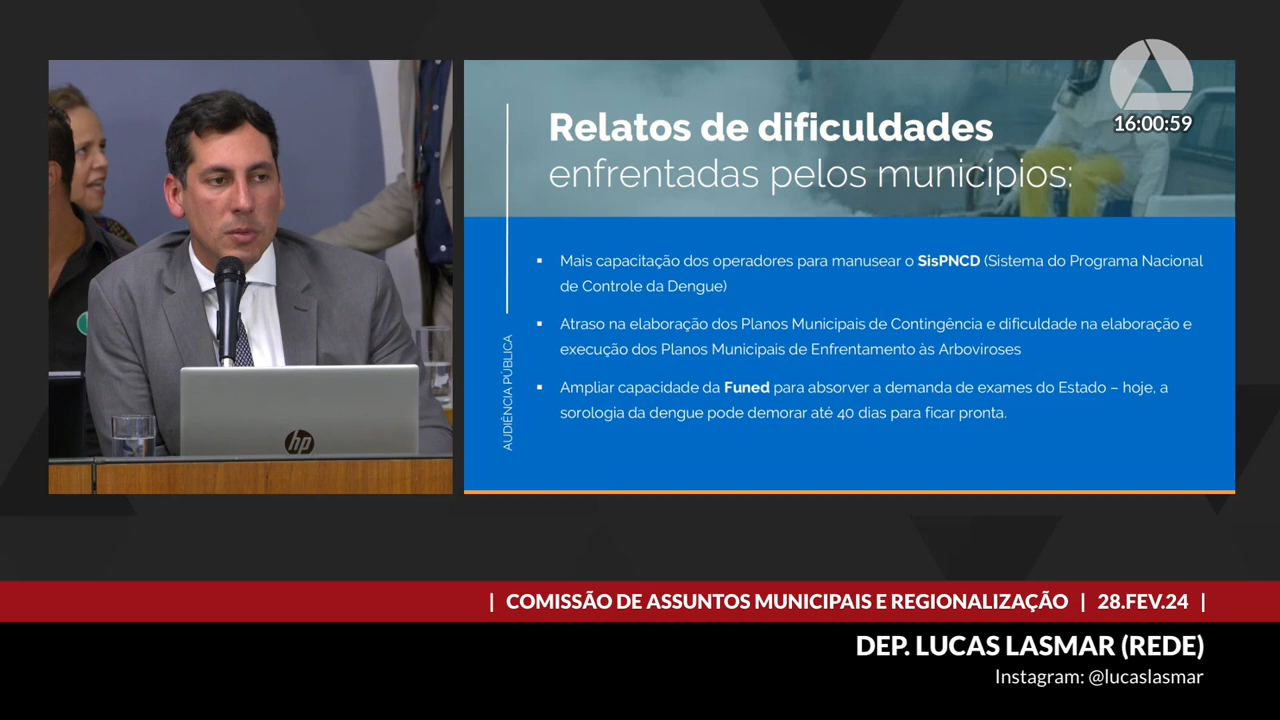 16:00:59
Relatos de dificuldades
enfrentadas pelos municípios:
AUDIÊNCIA PÚBLICA
▪ Mais capacitação dos operadores para manusear o SisPNCD (Sistema do Programa Nacional
de Controle da Dengue)
▪ Atraso na elaboração dos Planos Municipais de Contingência e dificuldade na elaboração e
execução dos Planos Municipais de Enfrentamento às Arboviroses
▪ Ampliar capacidade da Funed para absorver a demanda de exames do Estado – hoje, a
sorologia da dengue pode demorar até 40 dias para ficar pronta.
hp
| COMISSÃO DE ASSUNTOS MUNICIPAIS E REGIONALIZAÇÃO | 28.FEV.24 |
DEP. LUCAS LASMAR (REDE)
Instagram: @lucaslasmar